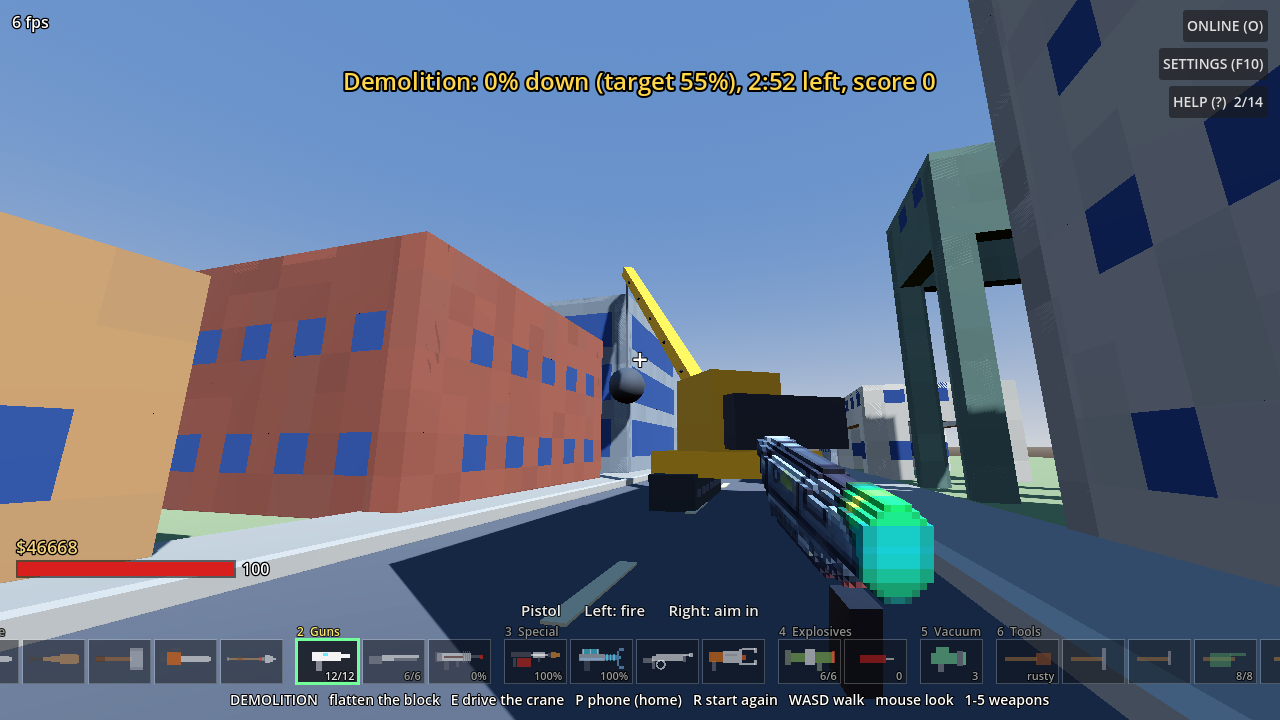 6 fps
ONLINE (O)
SETTINGS (F10)
HELP (?) 2/14
Demolition: 0% down (target 55%), 2:52 left, score 0
$46668
100
Pistol Left: fire Right: aim in
e 2 Guns 3 Special 4 Explosives 5 Vacuum 6 Tools
12/12 6/6 0% 100% 100% 6/6 0 3 rusty 8/8
DEMOLITION flatten the block E drive the crane P phone (home) R start again WASD walk mouse look 1-5 weapons